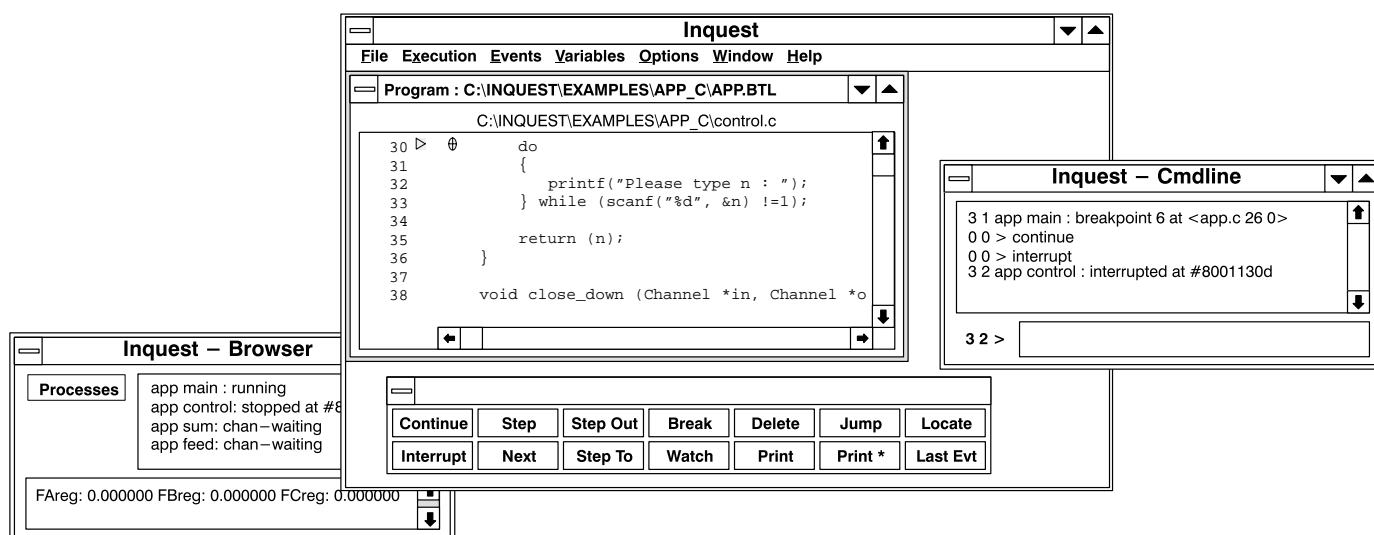 Inquest
File Execution Events Variables Options Window Help
Program : C:\INQUEST\EXAMPLES\APP_C\APP.BTL
C:\INQUEST\EXAMPLES\APP_C\control.c
30 do
31 {
32 printf("Please type n : ");
33 } while (scanf("%d", &n) !=1);
34
35 return (n);
36 }
37
38 void close_down (Channel *in, Channel *o
Inquest – Cmdline
3 1 app main : breakpoint 6 at <app.c 26 0>
0 0 > continue
0 0 > interrupt
3 2 app control : interrupted at #8001130d
3 2 >
Inquest – Browser
Processes
app main : running
app control: stopped at #8
app sum: chan–waiting
app feed: chan–waiting
FAreg: 0.000000 FBreg: 0.000000 FCreg: 0.000000
Continue Step Step Out Break Delete Jump Locate
Interrupt Next Step To Watch Print Print * Last Evt